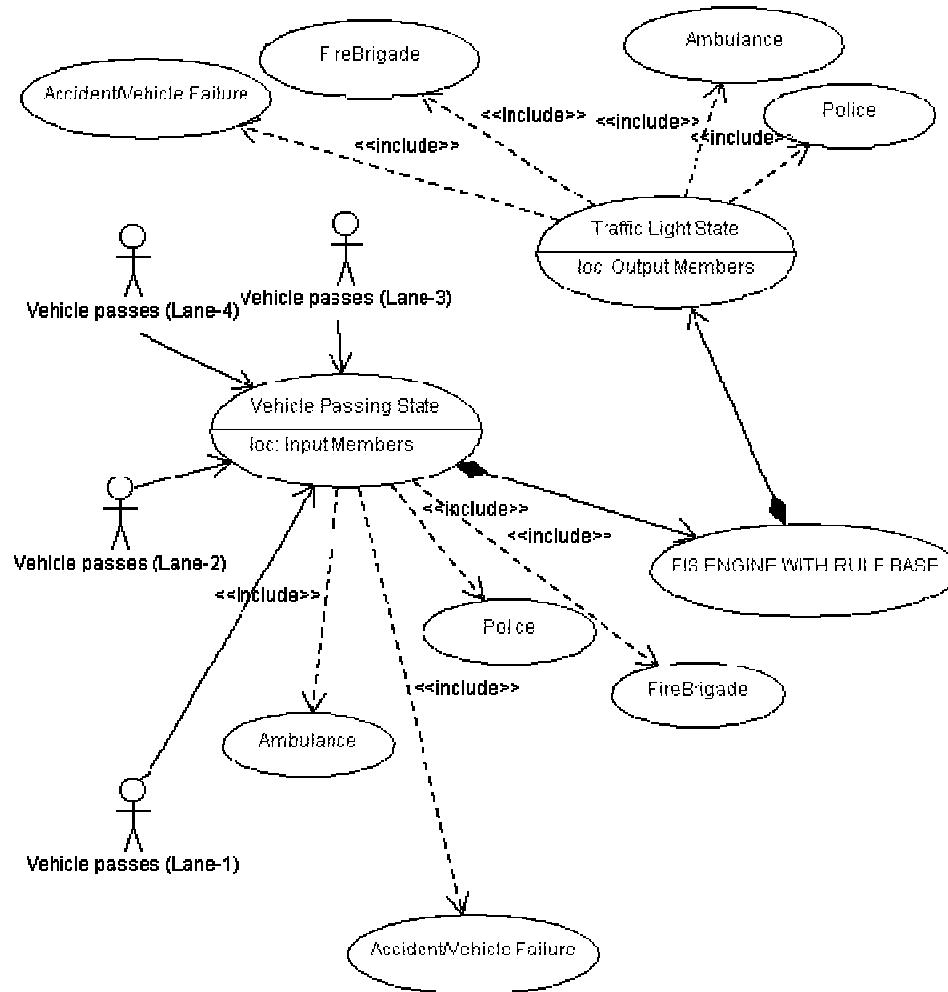 FireBrigade
Ambulance
Accident/Vehicle Failure
Police
<<include>>
<<include>>
<<include>>
<<include>>
Traffic Light State
loc: Output Members
Vehicle passes (Lane-4)
Vehicle passes (Lane-3)
Vehicle Passing State
loc: Input Members
<<include>>
<<include>>
Vehicle passes (Lane-2)
FIS ENGINE WITH RULE BASE
<<include>>
Police
<<include>>
FireBrigade
Ambulance
Vehicle passes (Lane-1)
Accident/Vehicle Failure